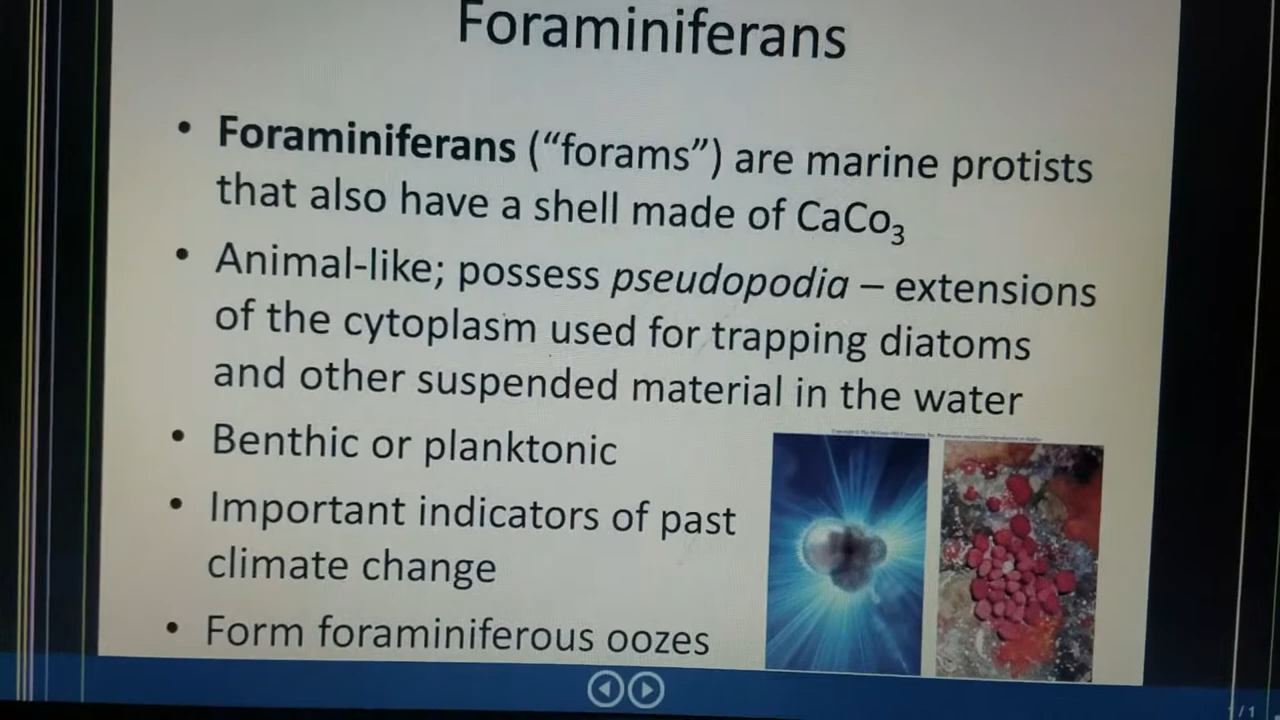 Foraminiferans
• Foraminiferans (“forams”) are marine protists
that also have a shell made of CaCo₃
• Animal-like; possess pseudopodia – extensions
of the cytoplasm used for trapping diatoms
and other suspended material in the water
• Benthic or planktonic
• Important indicators of past
climate change
• Form foraminiferous oozes
1/1